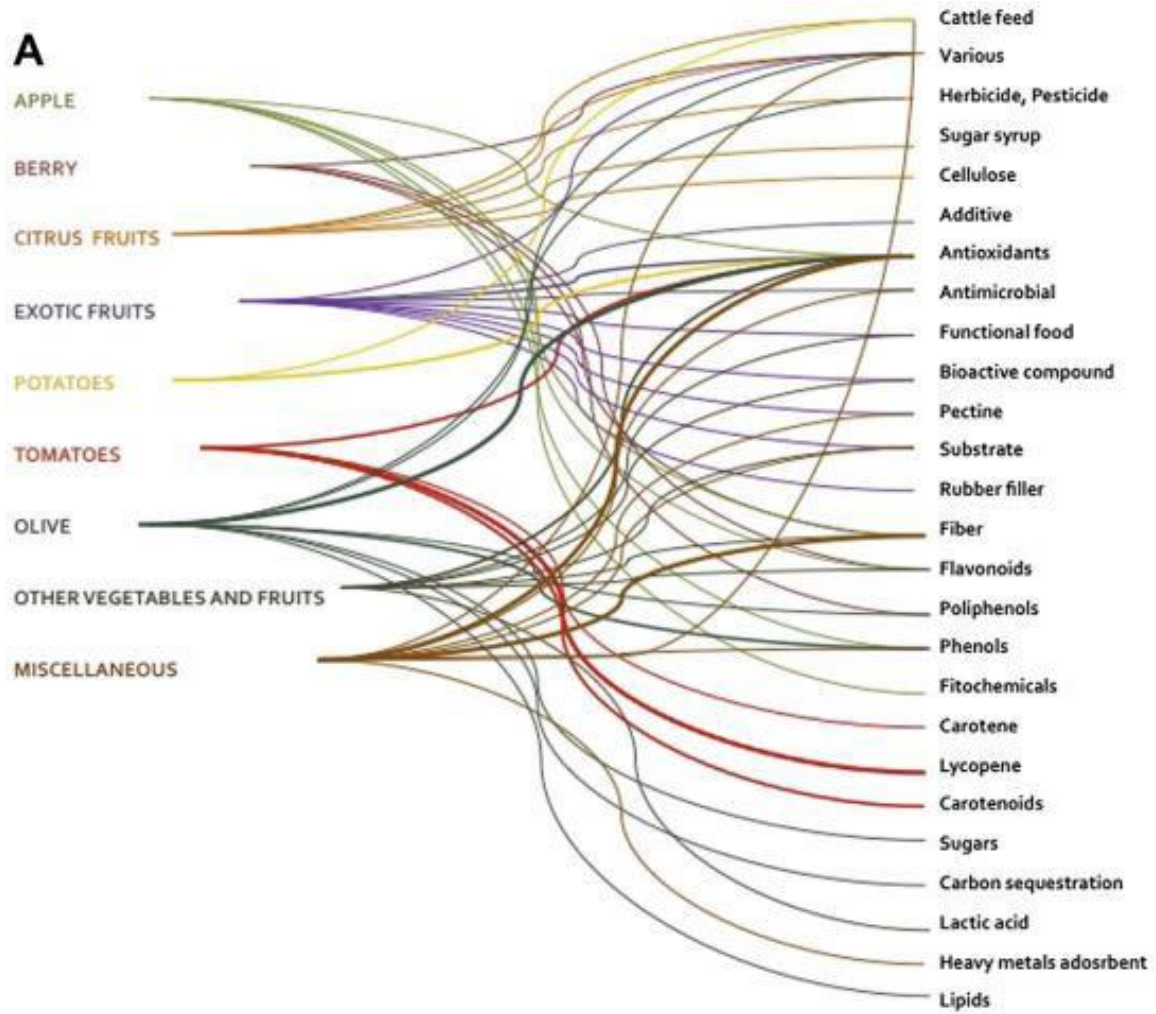 A
APPLE
BERRY
CITRUS FRUITS
EXOTIC FRUITS
POTATOES
TOMATOES
OLIVE
OTHER VEGETABLES AND FRUITS
MISCELLANEOUS
Cattle feed
Various
Herbicide, Pesticide
Sugar syrup
Cellulose
Additive
Antioxidants
Antimicrobial
Functional food
Bioactive compound
Pectine
Substrate
Rubber filler
Fiber
Flavonoids
Poliphenols
Phenols
Fitochemicals
Carotene
Lycopene
Carotenoids
Sugars
Carbon sequestration
Lactic acid
Heavy metals adosrbent
Lipids